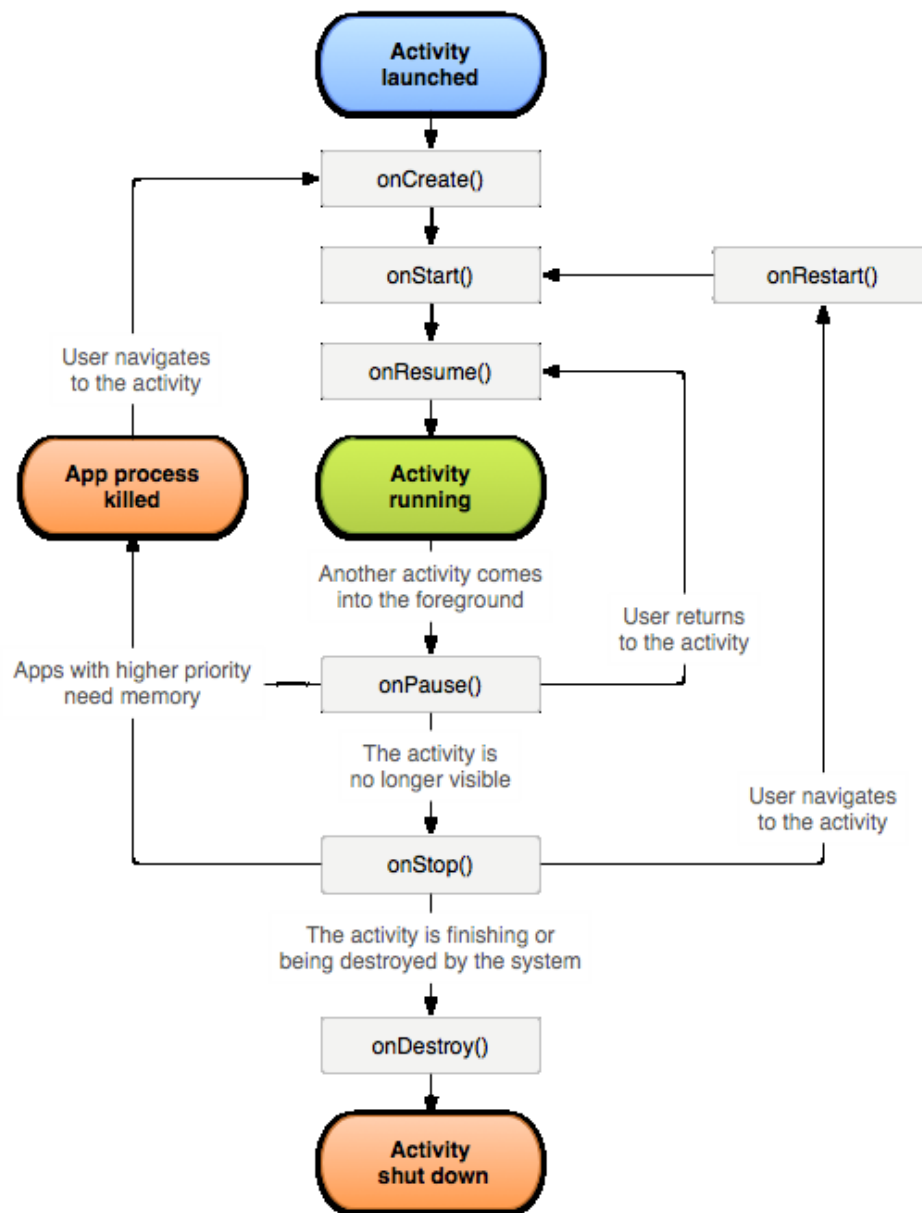 Activity
launched
onCreate()
onStart()
onRestart()
User navigates
to the activity
onResume()
App process
killed
Activity
running
Another activity comes
into the foreground
User returns
to the activity
Apps with higher priority
need memory
onPause()
The activity is
no longer visible
User navigates
to the activity
onStop()
The activity is finishing or
being destroyed by the system
onDestroy()
Activity
shut down